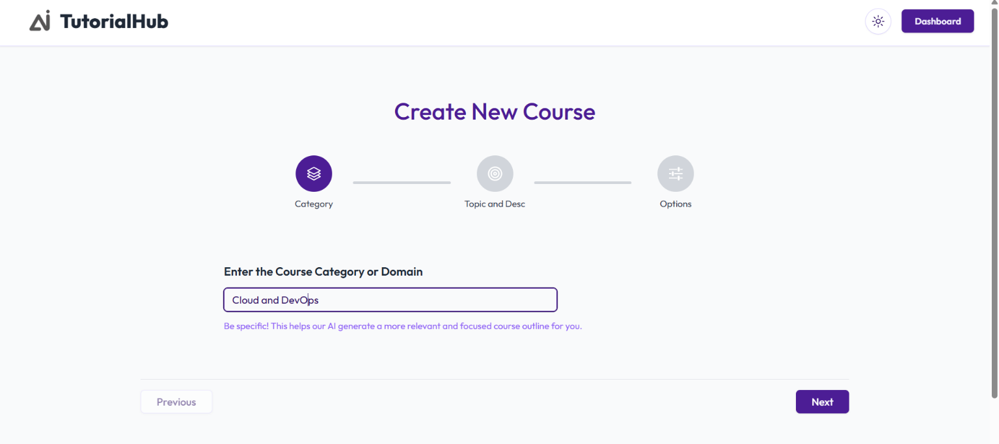 Ai TutorialHub
Dashboard
Create New Course
Category
Topic and Desc
Options
Enter the Course Category or Domain
Cloud and DevOps
Be specific! This helps our AI generate a more relevant and focused course outline for you.
Previous
Next